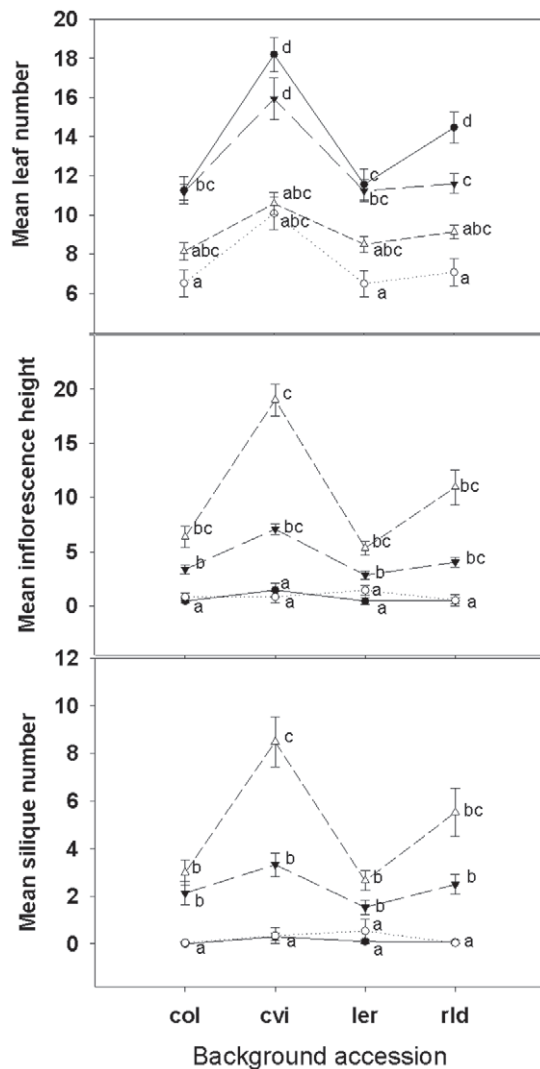 Mean leaf number
20
18
16
14
12
10
8
6
bc
d
d
c
bc
d
c
abc
abc
abc
abc
abc
a
a
a
Mean inflorescence height
20
15
10
5
0
c
bc
bc
bc
bc
b
b
bc
a
a
a
a
a
a
Mean silique number
12
10
8
6
4
2
0
c
bc
b
b
b
b
b
b
a
a
a
a
a
col cvi ler rld
Background accession